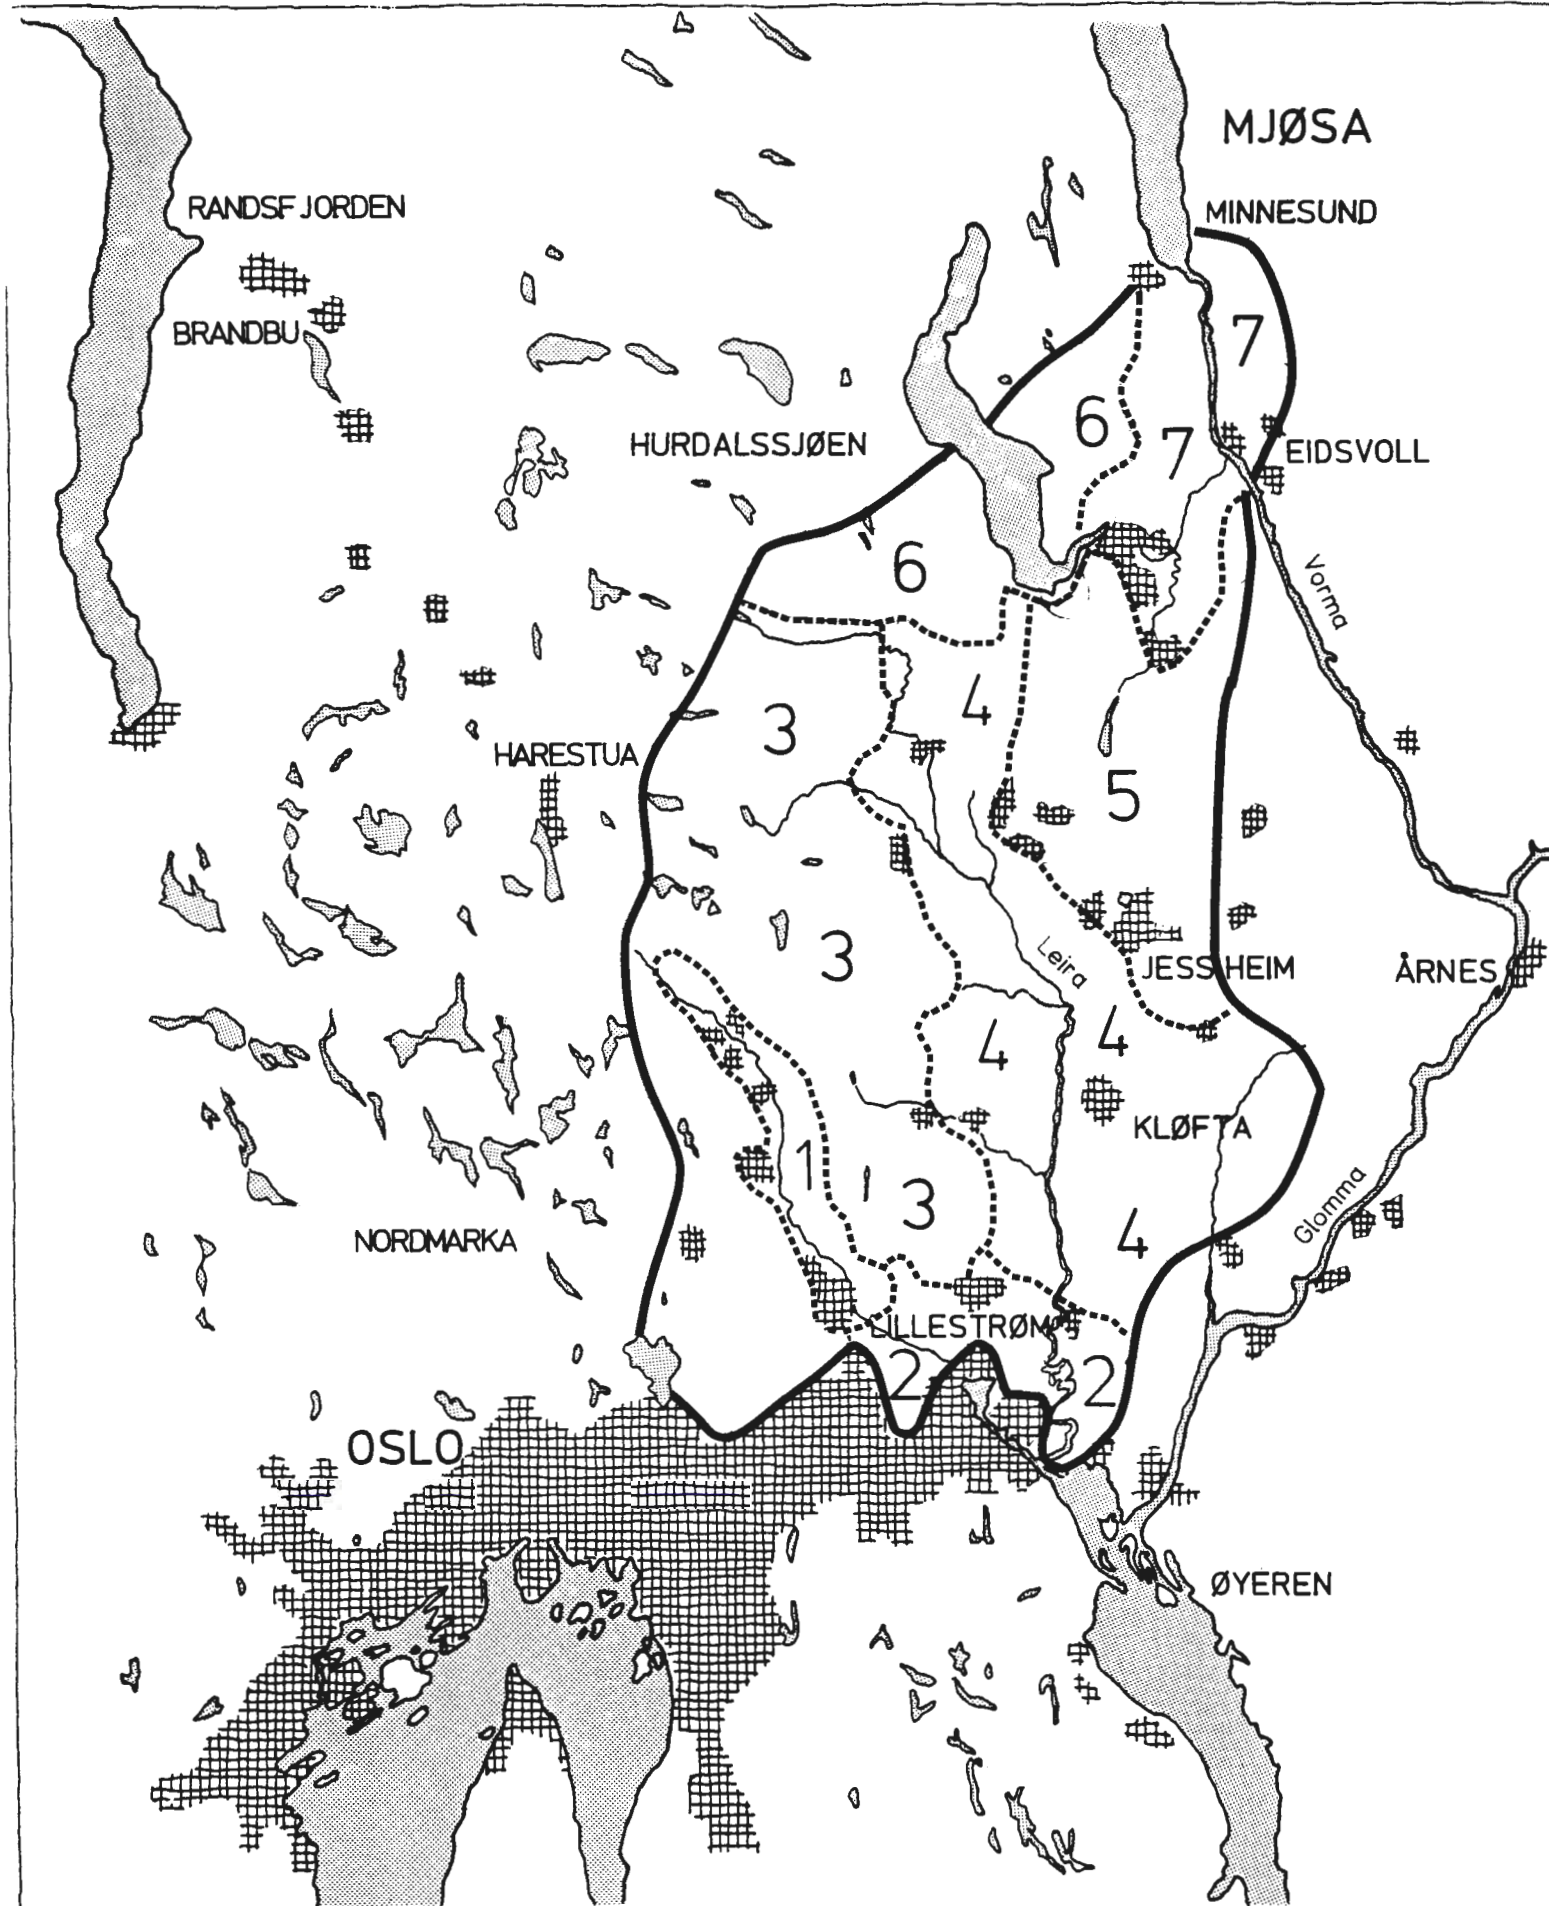 MJØSA
RANDSFJORDEN
MINNESUND
BRANDBU
7
6
7
HURDALSSJØEN
EIDSVOLL
6
Vorma
3
4
HARESTUA
5
3
Leira
JESSHEIM
ÅRNES
4
4
KLØFTA
1
3
Glomma
NORDMARKA
4
LILLESTRØM
2
2
OSLO
ØYEREN